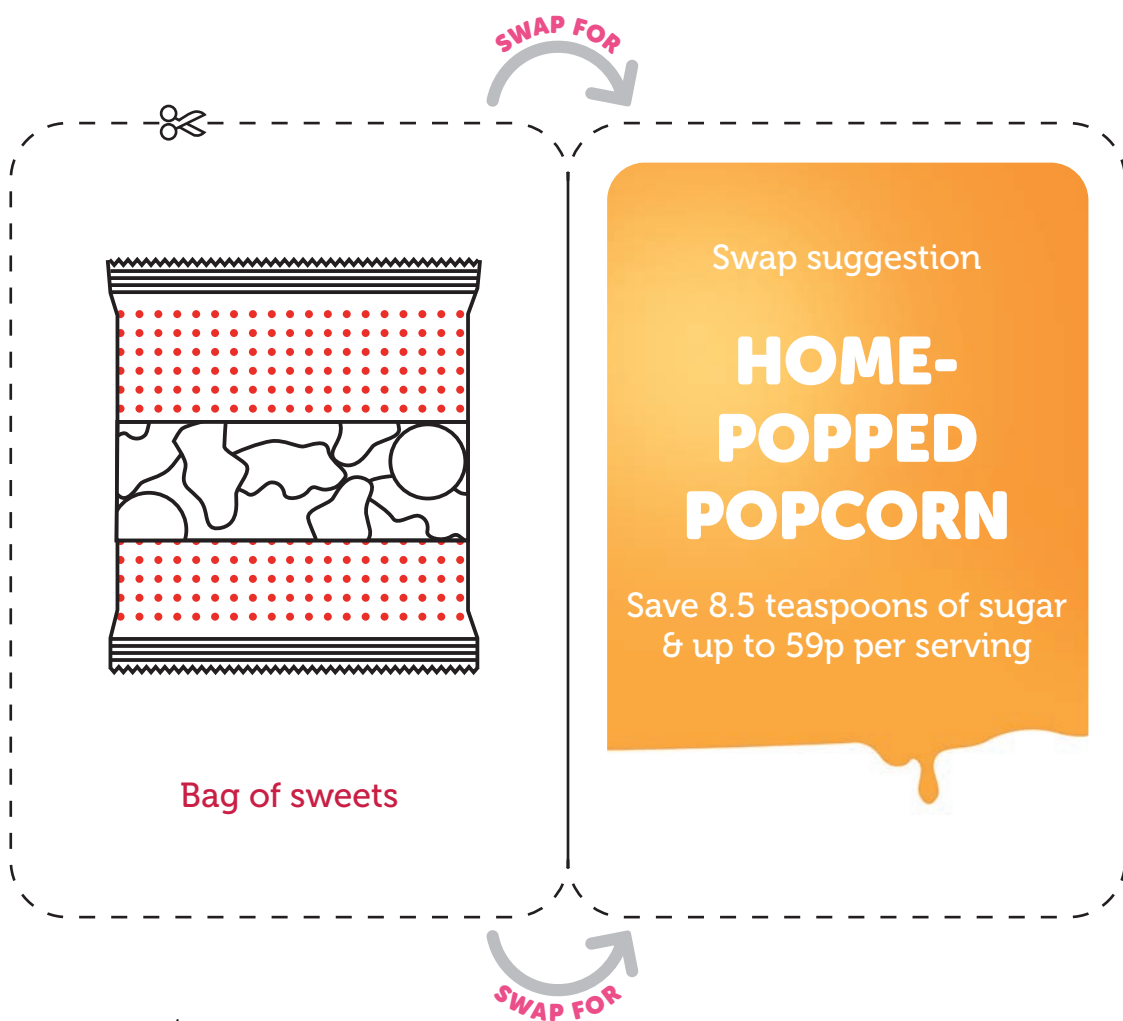 SWAP FOR
Bag of sweets
Swap suggestion
HOME-
POPPED
POPCORN
Save 8.5 teaspoons of sugar
& up to 59p per serving
SWAP FOR